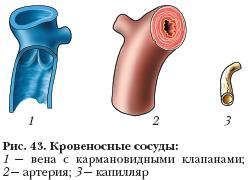 1 2 3
Рис. 43. Кровеносные сосуды:
1 — вена с кармановидными клапанами;
2— артерия; 3— капилляр